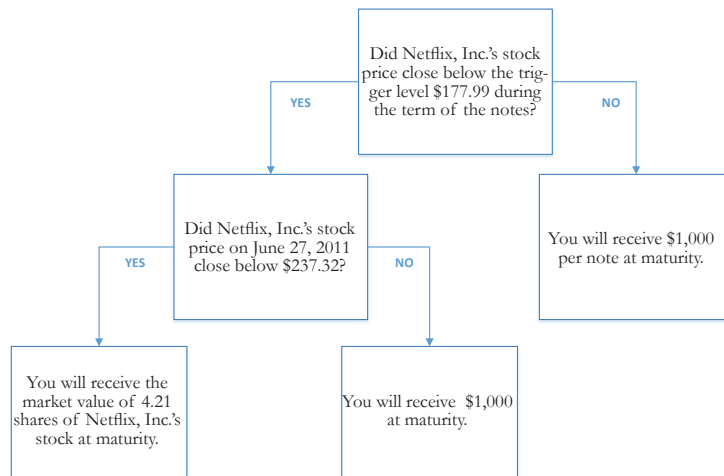 Did Netflix, Inc.'s stock
price close below the trig-
ger level $177.99 during
the term of the notes?
YES
NO
Did Netflix, Inc.'s stock
price on June 27, 2011
close below $237.32?
You will receive $1,000
per note at maturity.
YES
NO
You will receive the
market value of 4.21
shares of Netflix, Inc.'s
stock at maturity.
You will receive $1,000
at maturity.